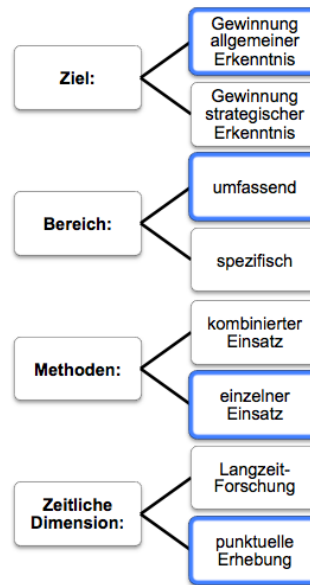 Ziel:
Gewinnung
allgemeiner
Erkenntnis
Gewinnung
strategischer
Erkenntnis
Bereich:
umfassend
spezifisch
Methoden:
kombinierter
Einsatz
einzelner
Einsatz
Zeitliche
Dimension:
Langzeit-
Forschung
punktuelle
Erhebung